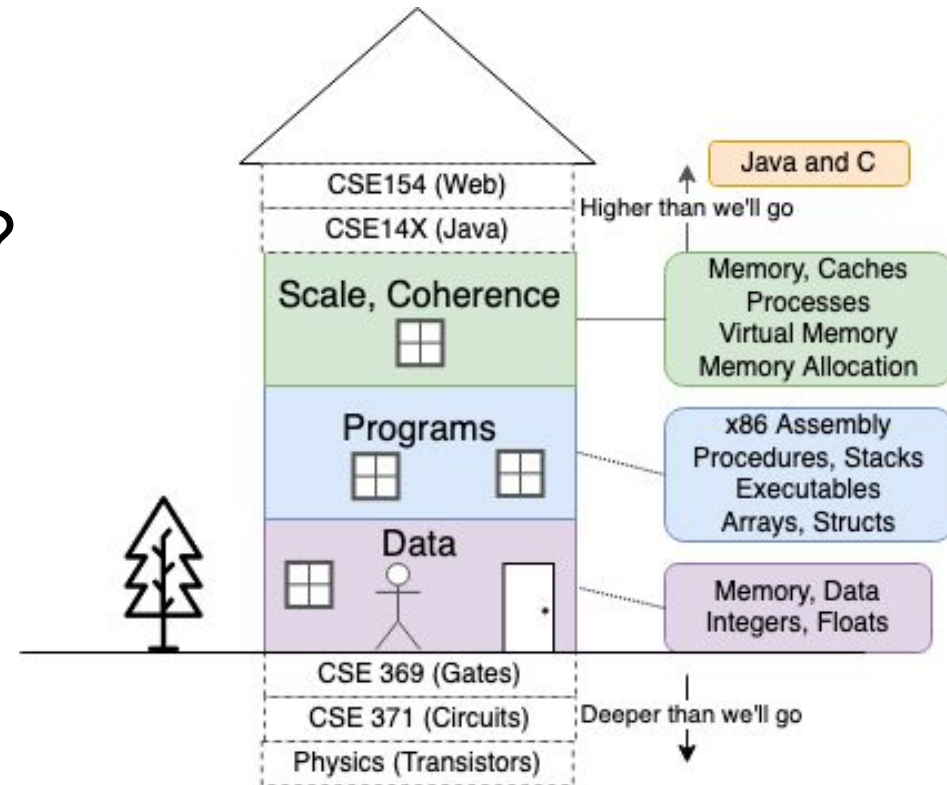 ?
Java and C
CSE154 (Web)
Higher than we'll go
CSE14X (Java)
Scale, Coherence
Memory, Caches
Processes
Virtual Memory
Memory Allocation
Programs
x86 Assembly
Procedures, Stacks
Executables
Arrays, Structs
Data
Memory, Data
Integers, Floats
CSE 369 (Gates)
CSE 371 (Circuits)
Deeper than we'll go
Physics (Transistors)